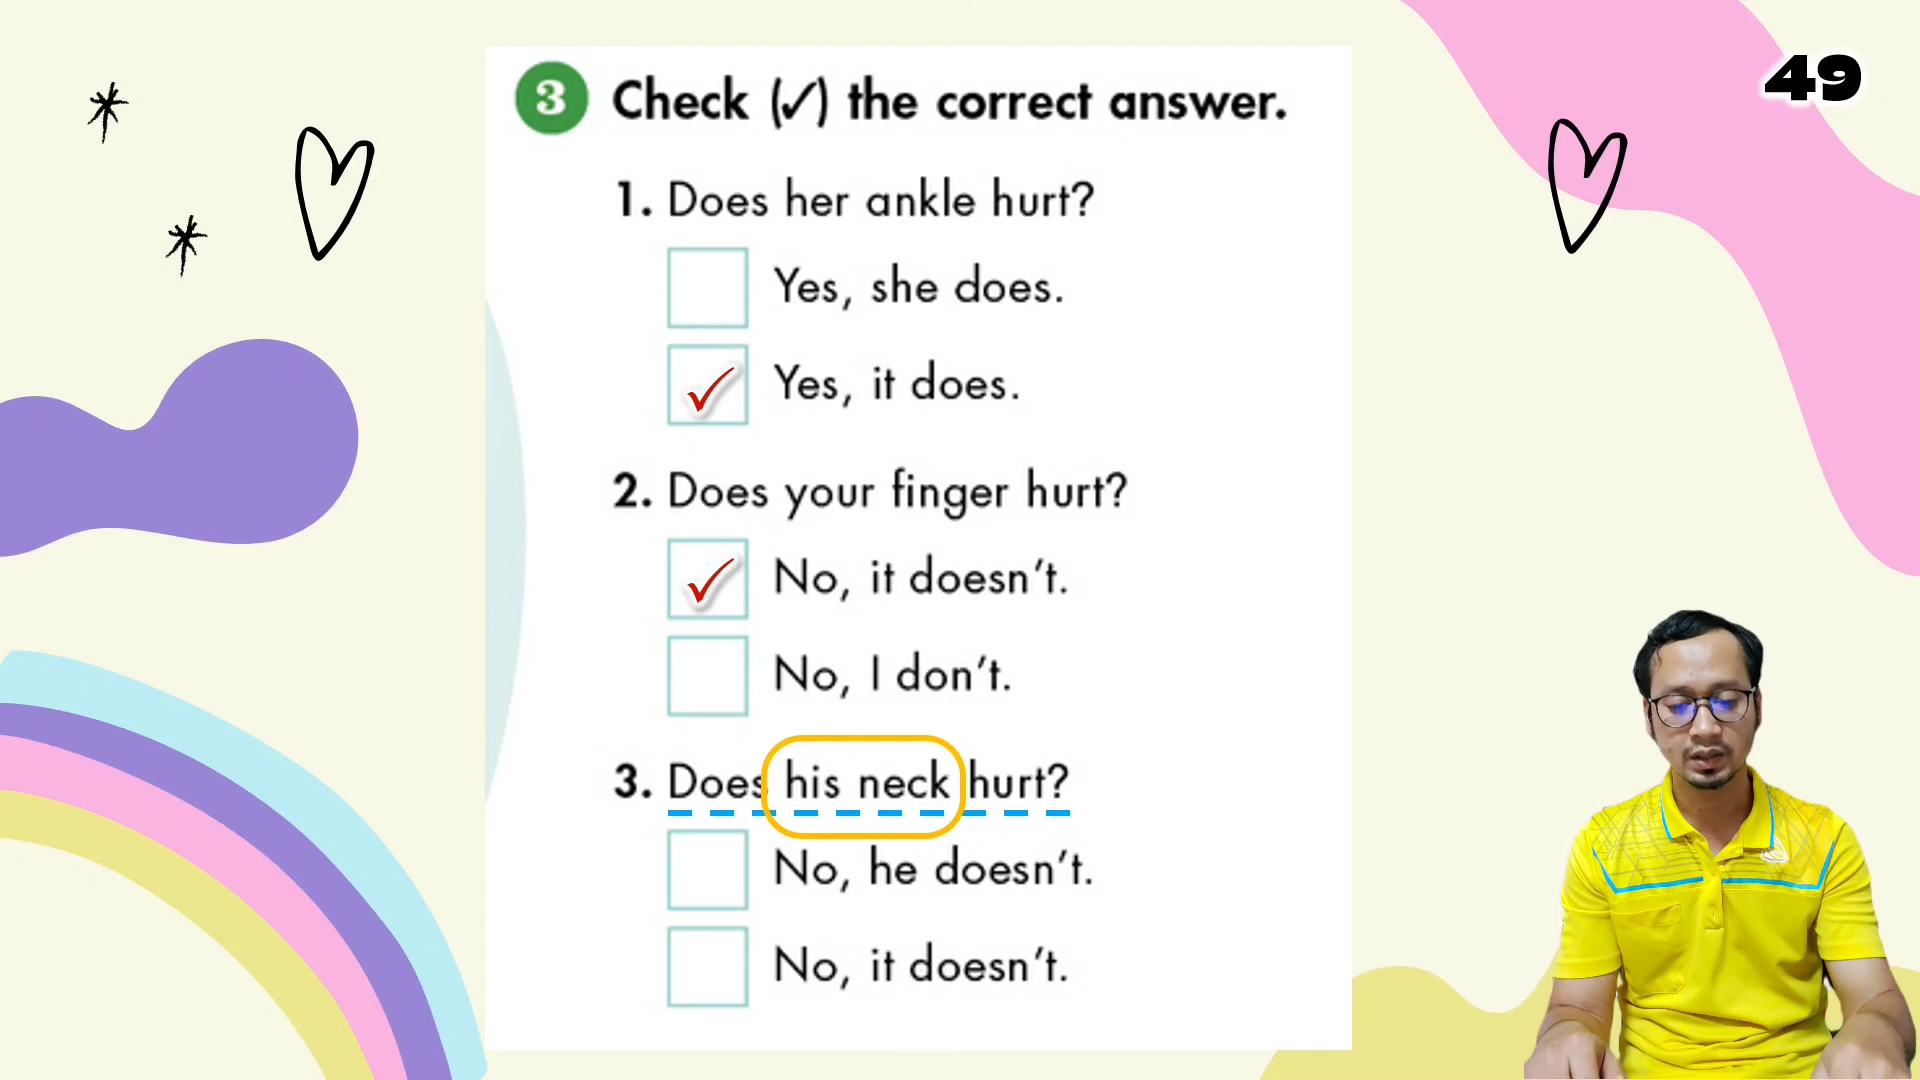 49
3 Check (✓) the correct answer.
1. Does her ankle hurt?
Yes, she does.
✓ Yes, it does.
2. Does your finger hurt?
✓ No, it doesn't.
No, I don't.
3. Does his neck hurt?
No, he doesn't.
No, it doesn't.